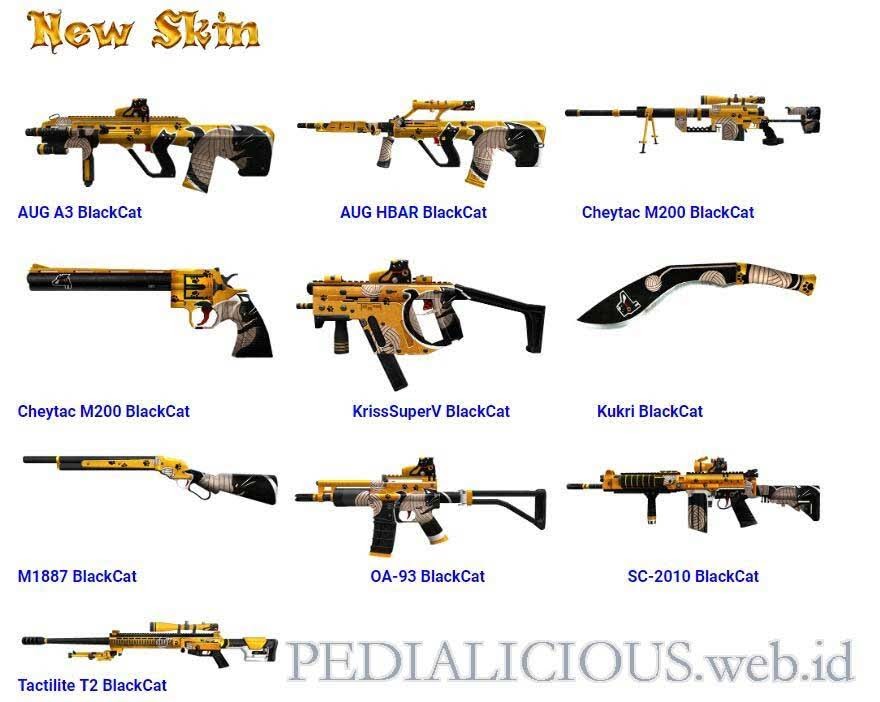 New Skin
AUG A3 BlackCat
AUG HBAR BlackCat
Cheytac M200 BlackCat
Cheytac M200 BlackCat
KrissSuperV BlackCat
Kukri BlackCat
M1887 BlackCat
OA-93 BlackCat
SC-2010 BlackCat
Tactilite T2 BlackCat
PEDIALICIOUS.web.id